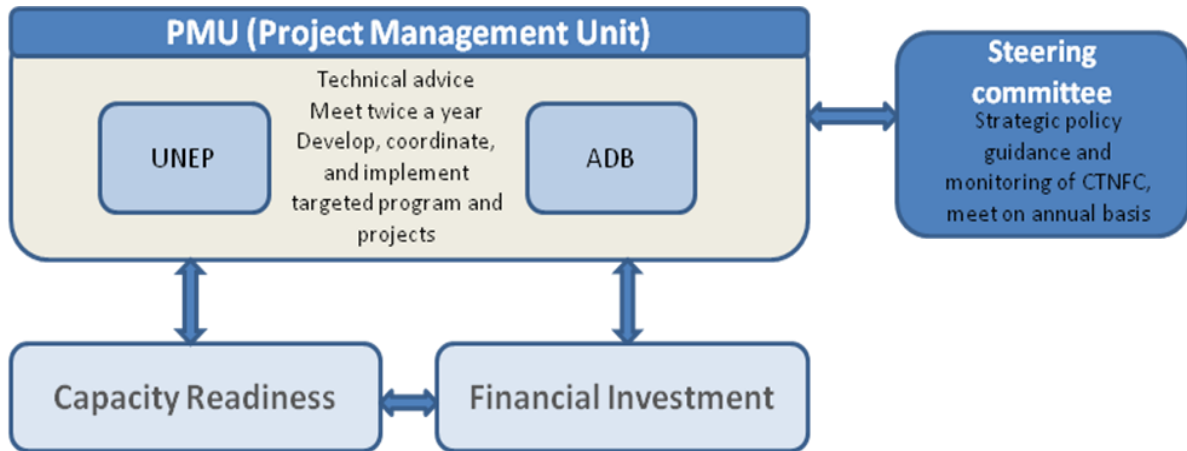 PMU (Project Management Unit)
Technical advice
Meet twice a year
Develop, coordinate,
and implement
targeted program and
projects
UNEP
ADB
Steering
committee
Strategic policy
guidance and
monitoring of CTNFC,
meet on annual basis
Capacity Readiness
Financial Investment